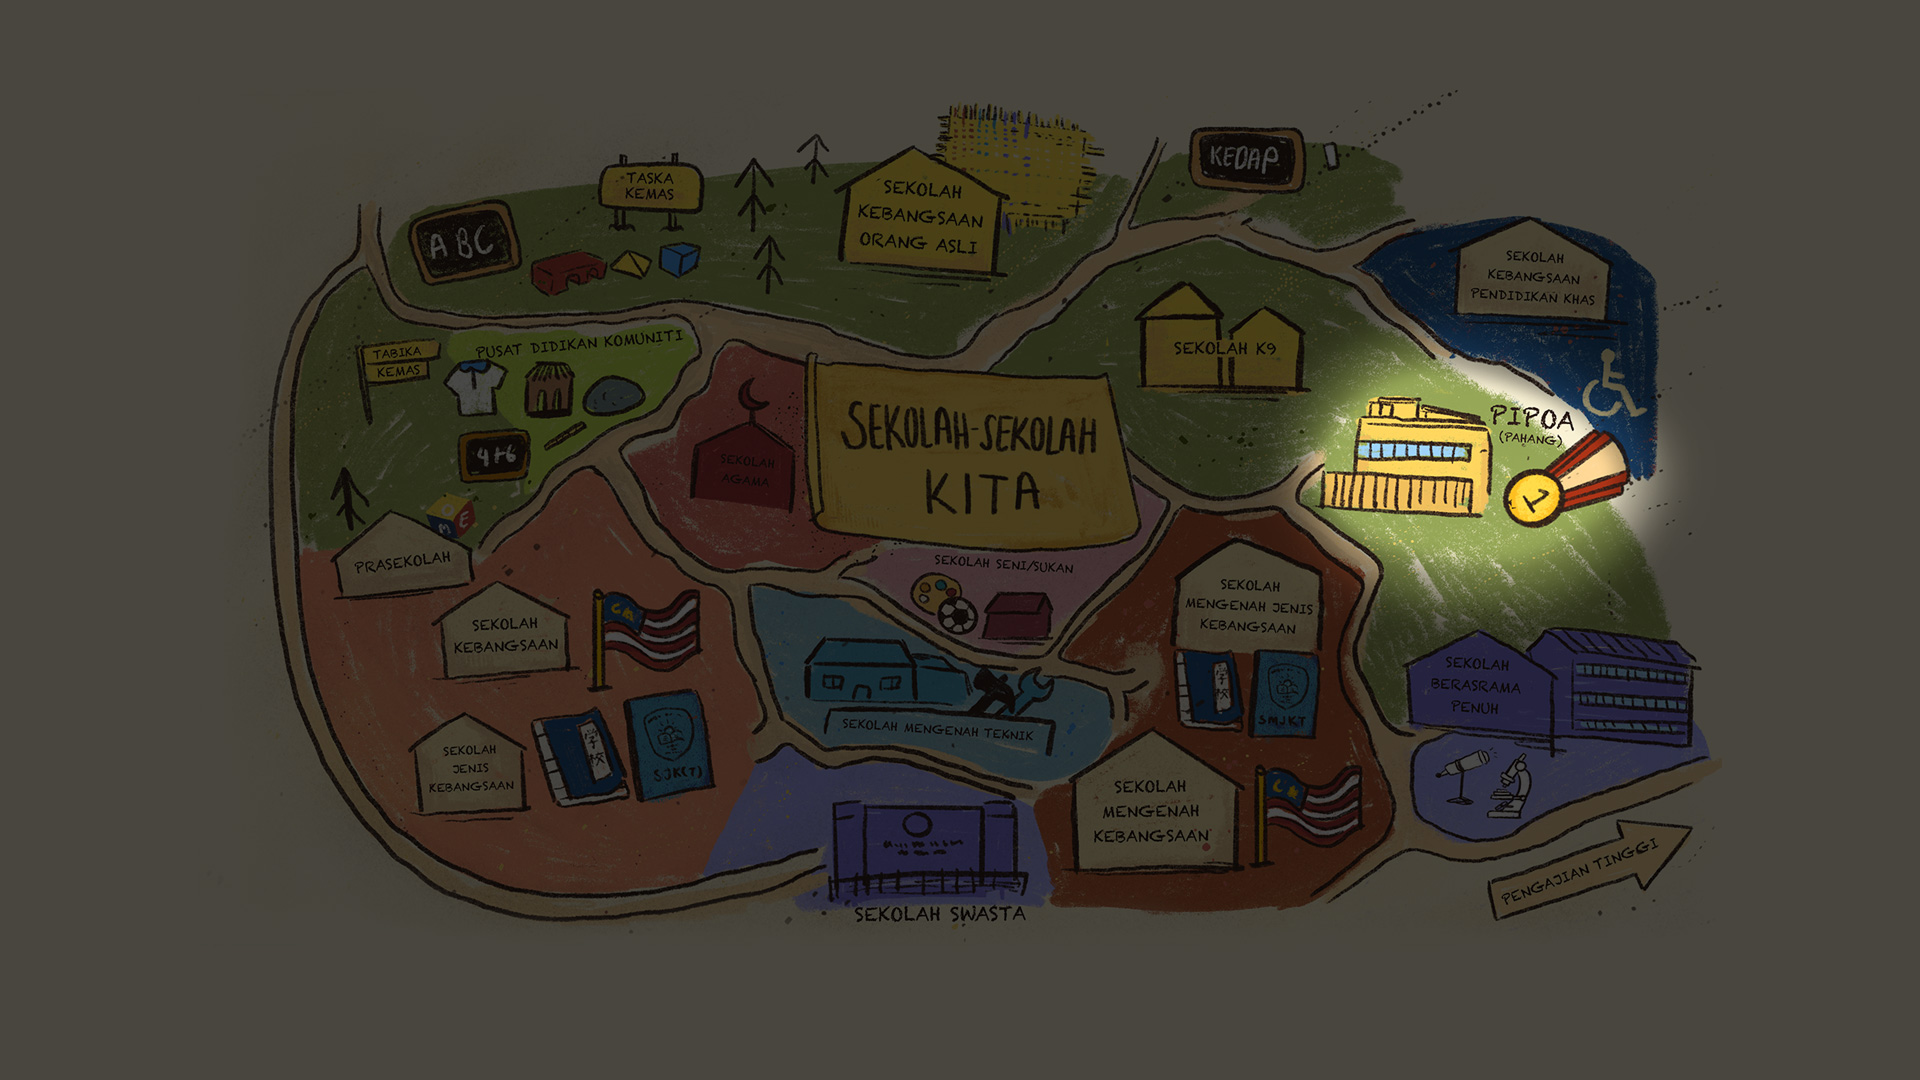 KEDAP
TASKA
KEMAS
SEKOLAH
KEBANGSAAN
ORANG ASLI
A B C
SEKOLAH
KEBANGSAAN
PENDIDIKAN KHAS
PUSAT DIDIKAN KOMUNITI
TABIKA
KEMAS
SEKOLAH K9
SEKOLAH-SEKOLAH
KITA
PIPOA
(PAHANG)
4+6
SEKOLAH
AGAMA
1
M E
PRASEKOLAH
SEKOLAH SENI/SUKAN
SEKOLAH
MENGENAH JENIS
KEBANGSAAN
SEKOLAH
KEBANGSAAN
SEKOLAH
BERASRAMA
PENUH
学校
SMJKT
SEKOLAH MENGENAH TEKNIK
SEKOLAH
JENIS
KEBANGSAAN
学校
SJK(T)
SEKOLAH
MENGENAH
KEBANGSAAN
PENGAJIAN TINGGI
SEKOLAH SWASTA